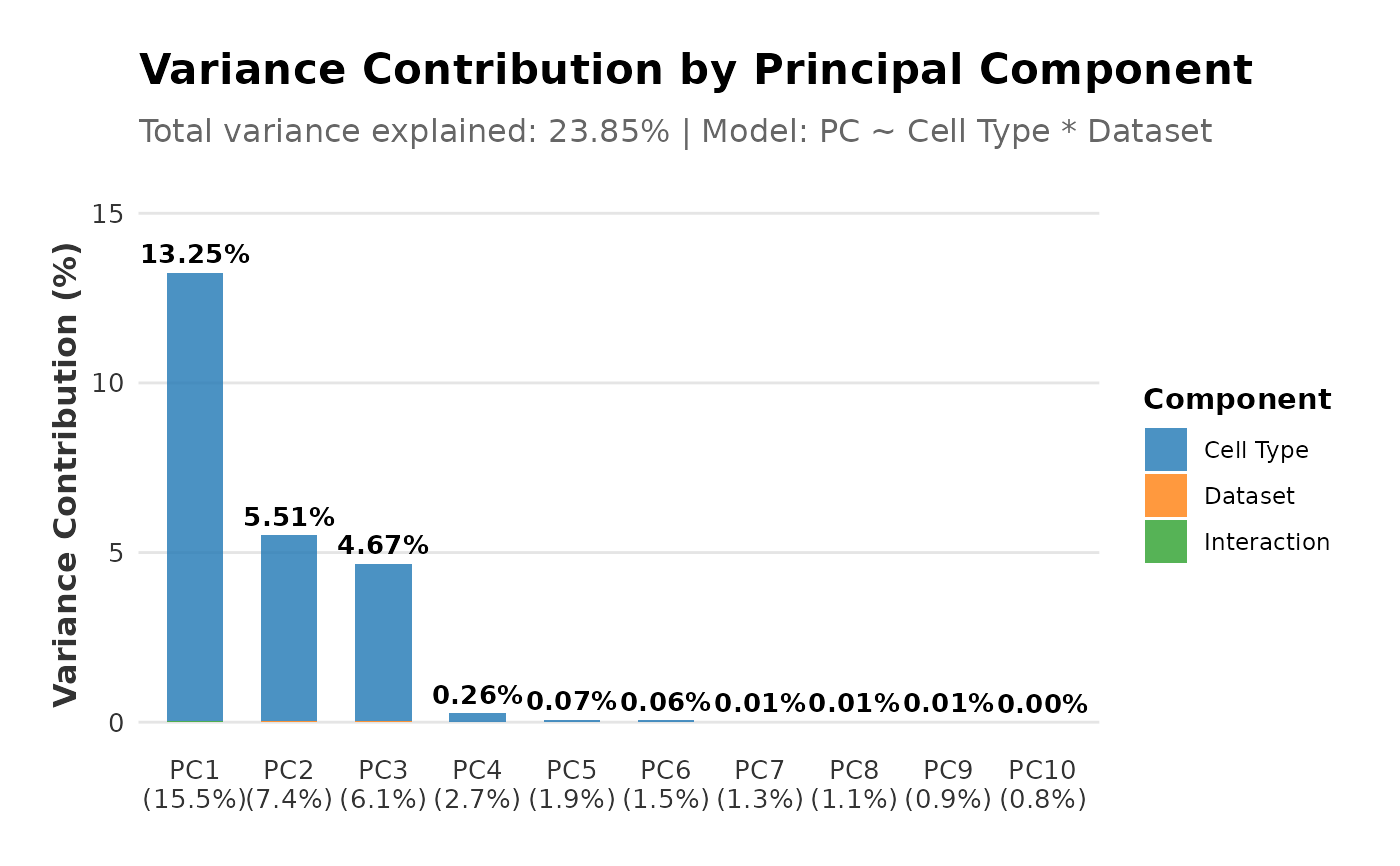 Variance Contribution by Principal Component
Total variance explained: 23.85% | Model: PC ~ Cell Type * Dataset
Variance Contribution (%)
15
10
5
0
13.25%
5.51%
4.67%
0.26%
0.07%
0.06%
0.01%
0.01%
0.01%
0.00%
PC1
(15.5%)
PC2
(7.4%)
PC3
(6.1%)
PC4
(2.7%)
PC5
(1.9%)
PC6
(1.5%)
PC7
(1.3%)
PC8
(1.1%)
PC9
(0.9%)
PC10
(0.8%)
Component
Cell Type
Dataset
Interaction